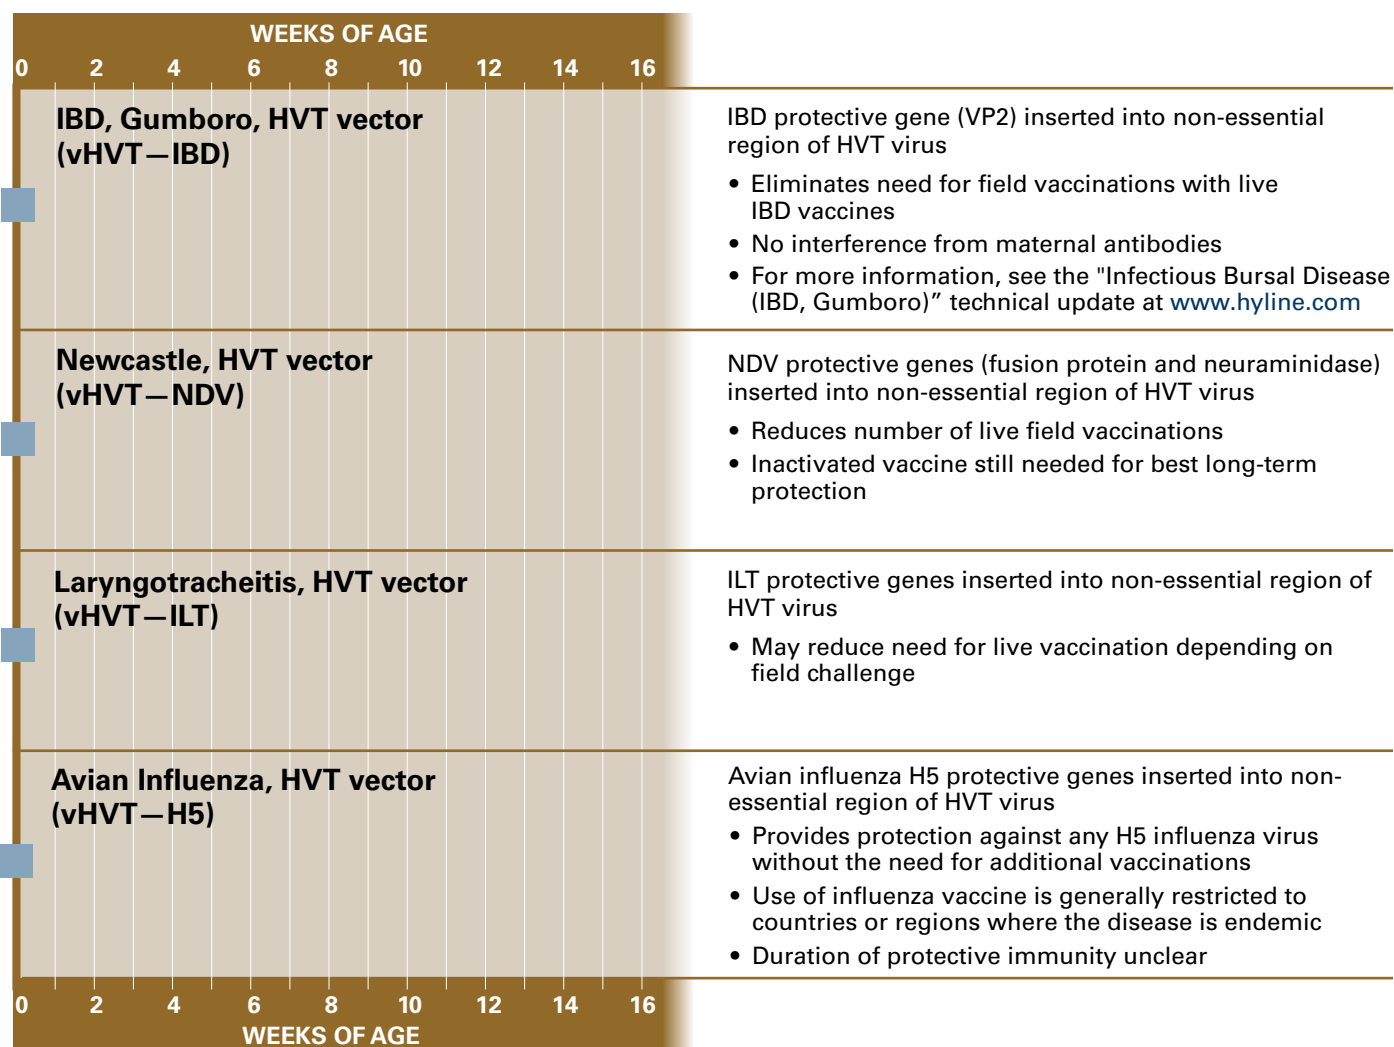 WEEKS OF AGE
0 2 4 6 8 10 12 14 16
IBD, Gumboro, HVT vector
(vHVT—IBD)
IBD protective gene (VP2) inserted into non-essential
region of HVT virus
• Eliminates need for field vaccinations with live
IBD vaccines
• No interference from maternal antibodies
• For more information, see the "Infectious Bursal Disease
(IBD, Gumboro)” technical update at www.hyline.com
Newcastle, HVT vector
(vHVT—NDV)
NDV protective genes (fusion protein and neuraminidase)
inserted into non-essential region of HVT virus
• Reduces number of live field vaccinations
• Inactivated vaccine still needed for best long-term
protection
Laryngotracheitis, HVT vector
(vHVT—ILT)
ILT protective genes inserted into non-essential region of
HVT virus
• May reduce need for live vaccination depending on
field challenge
Avian Influenza, HVT vector
(vHVT—H5)
Avian influenza H5 protective genes inserted into non-
essential region of HVT virus
• Provides protection against any H5 influenza virus
without the need for additional vaccinations
• Use of influenza vaccine is generally restricted to
countries or regions where the disease is endemic
• Duration of protective immunity unclear
0 2 4 6 8 10 12 14 16
WEEKS OF AGE